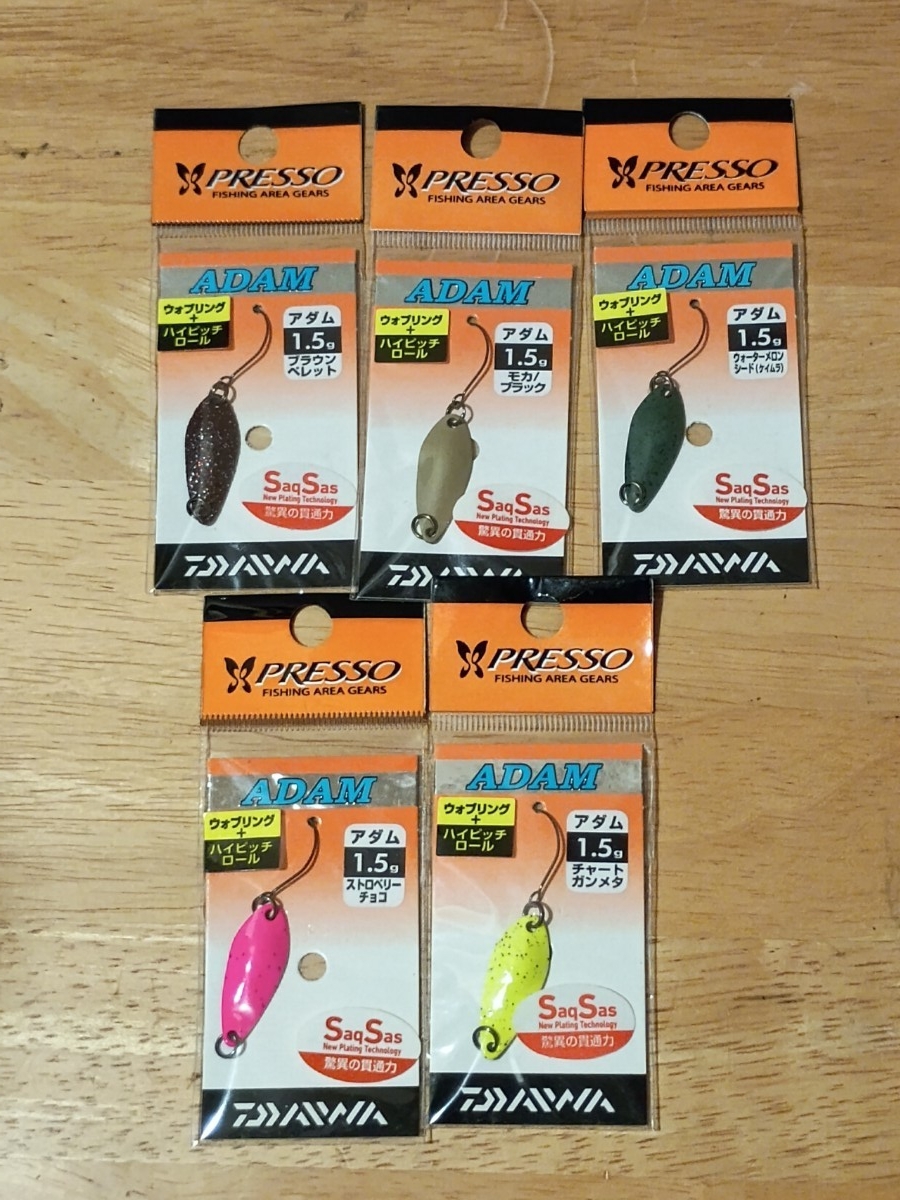 PRESSO
FISHING AREA GEARS
ADAM
ウォブリング
+
ハイピッチ
ロール
アダム
1.5g
ブラウン
ペレット
SaqSas
New Plating Technology
驚異の貫通力
DAIWA
PRESSO
FISHING AREA GEARS
ADAM
ウォブリング
+
ハイピッチ
ロール
アダム
1.5g
モカ/
ブラック
SaqSas
New Plating Technology
驚異の貫通力
DAIWA
PRESSO
FISHING AREA GEARS
ADAM
ウォブリング
+
ハイピッチ
ロール
アダム
1.5g
ウォーターメロン
シード(ケイムラ)
SaqSas
New Plating Technology
驚異の貫通力
DAIWA
PRESSO
FISHING AREA GEARS
ADAM
ウォブリング
+
ハイピッチ
ロール
アダム
1.5g
ストロベリー
チョコ
SaqSas
New Plating Technology
驚異の貫通力
DAIWA
PRESSO
FISHING AREA GEARS
ADAM
ウォブリング
+
ハイピッチ
ロール
アダム
1.5g
チャート
ガンメタ
SaqSas
New Plating Technology
驚異の貫通力
DAIWA